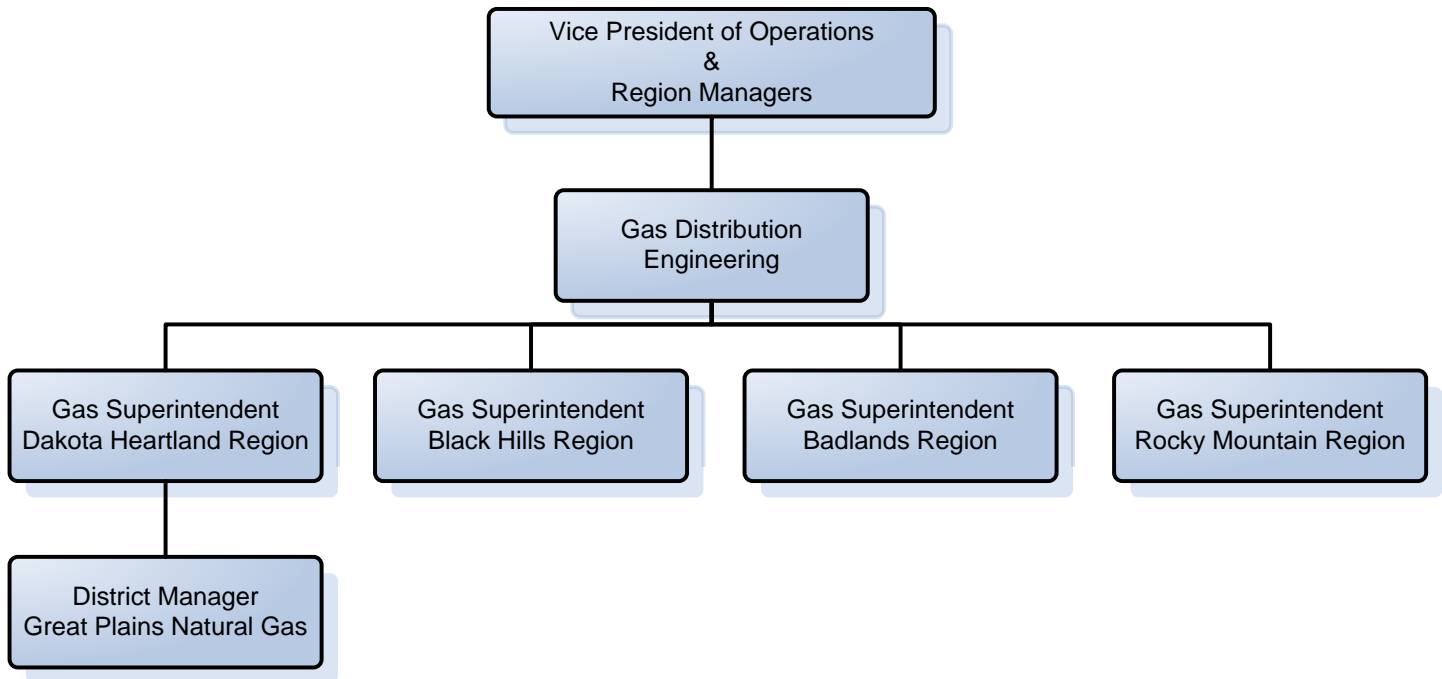 Vice President of Operations
&
Region Managers
Gas Distribution
Engineering
Gas Superintendent
Dakota Heartland Region
Gas Superintendent
Black Hills Region
Gas Superintendent
Badlands Region
Gas Superintendent
Rocky Mountain Region
District Manager
Great Plains Natural Gas